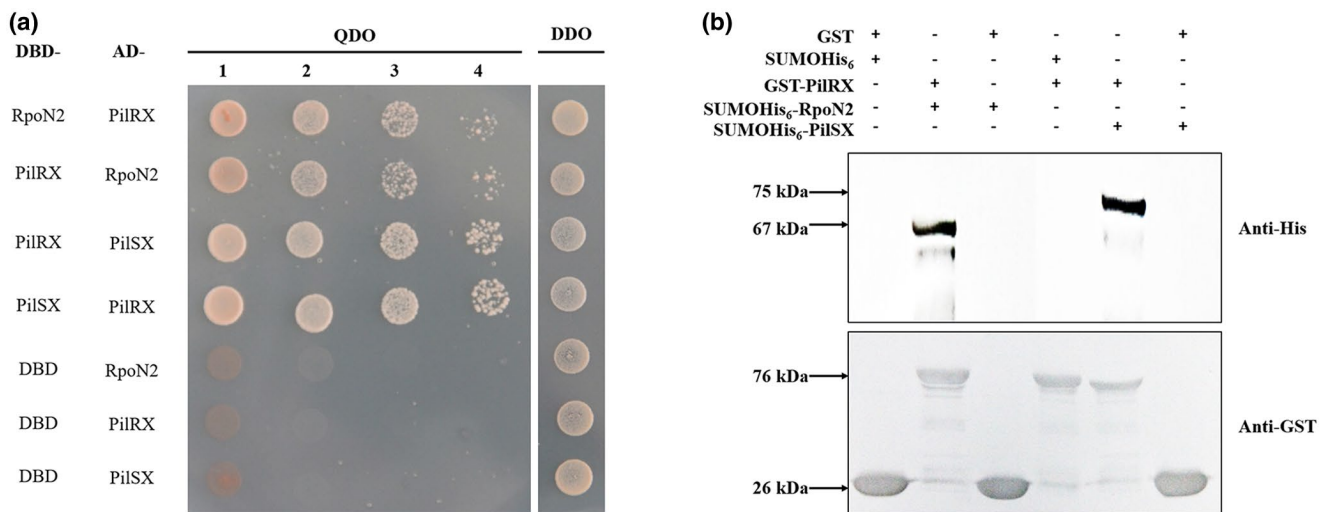 (a)
QDO DDO
DBD- AD-
1 2 3 4
RpoN2 PilRX
PilRX RpoN2
PilRX PilSX
PilSX PilRX
DBD RpoN2
DBD PilRX
DBD PilSX
(b)
GST + - + - - +
SUMOHis6 + - - + - -
GST-PilRX - + - + + -
SUMOHis6-RpoN2 - + + - - -
SUMOHis6-PilSX - - - - + +
75 kDa
67 kDa
Anti-His
76 kDa
Anti-GST
26 kDa